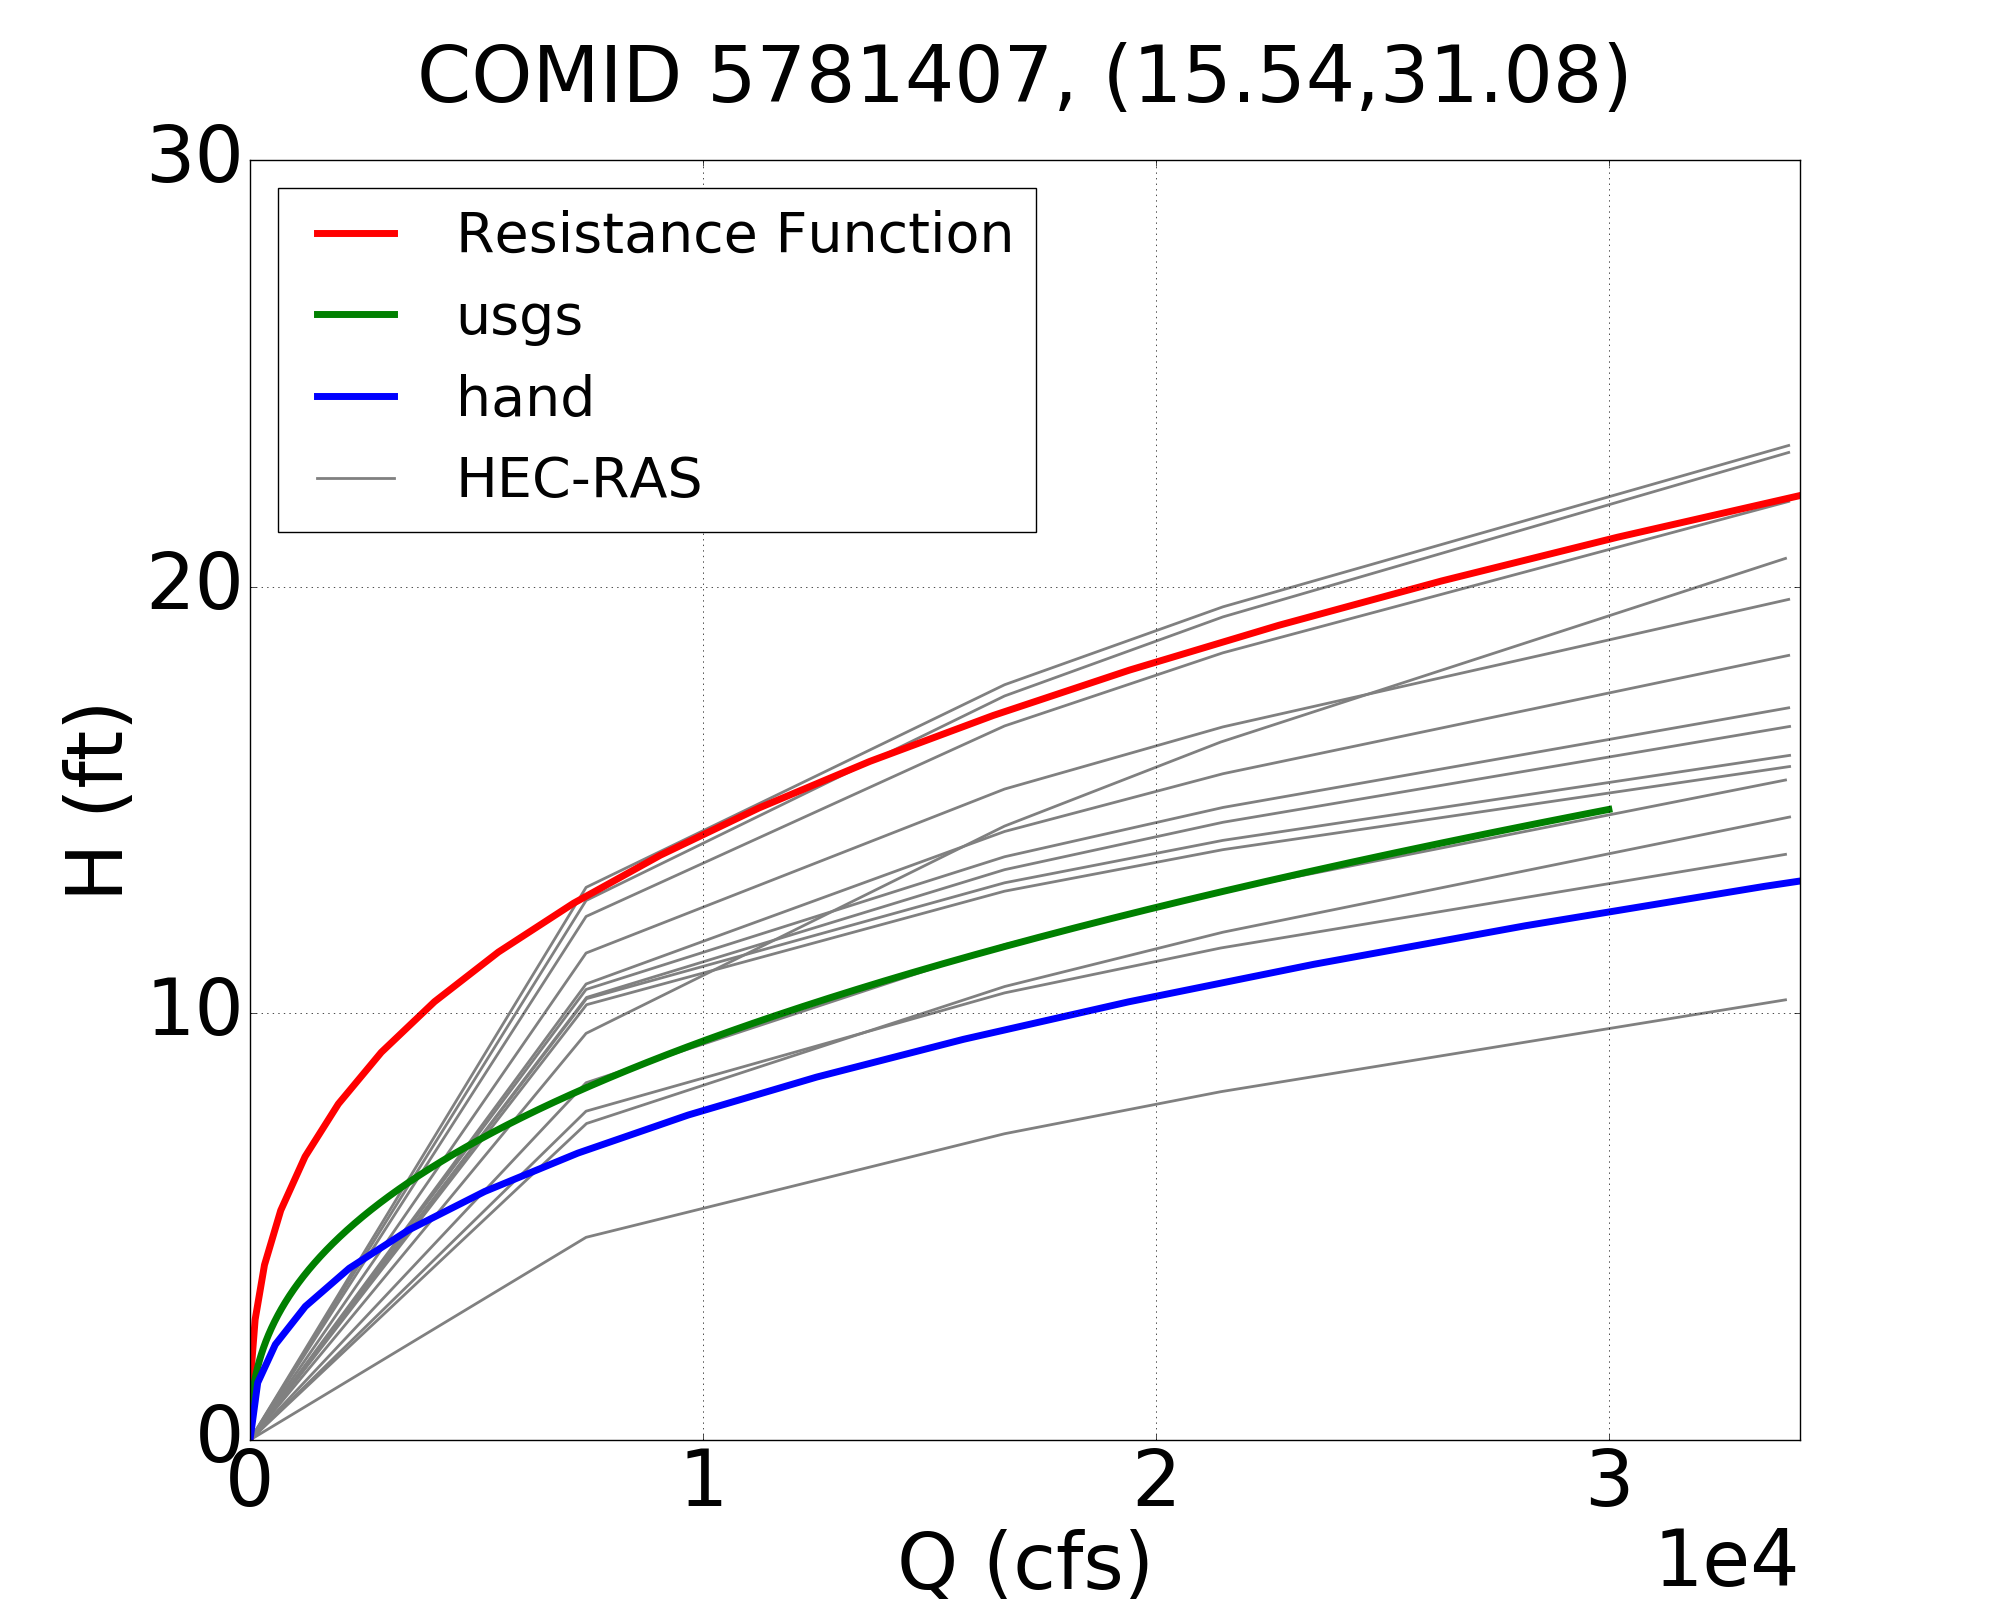 COMID 5781407, (15.54,31.08)
30
20
10
0
H (ft)
Resistance Function
usgs
hand
HEC-RAS
0 1 2 3
1e4
Q (cfs)